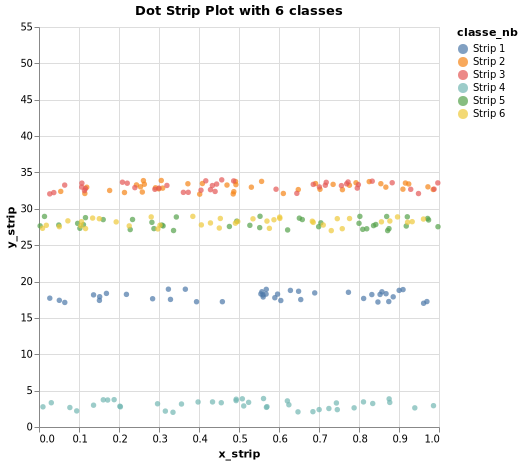 Dot Strip Plot with 6 classes
classe_nb
Strip 1
Strip 2
Strip 3
Strip 4
Strip 5
Strip 6
y_strip
55
50
45
40
35
30
25
20
15
10
5
0
0.0 0.1 0.2 0.3 0.4 0.5 0.6 0.7 0.8 0.9 1.0
x_strip